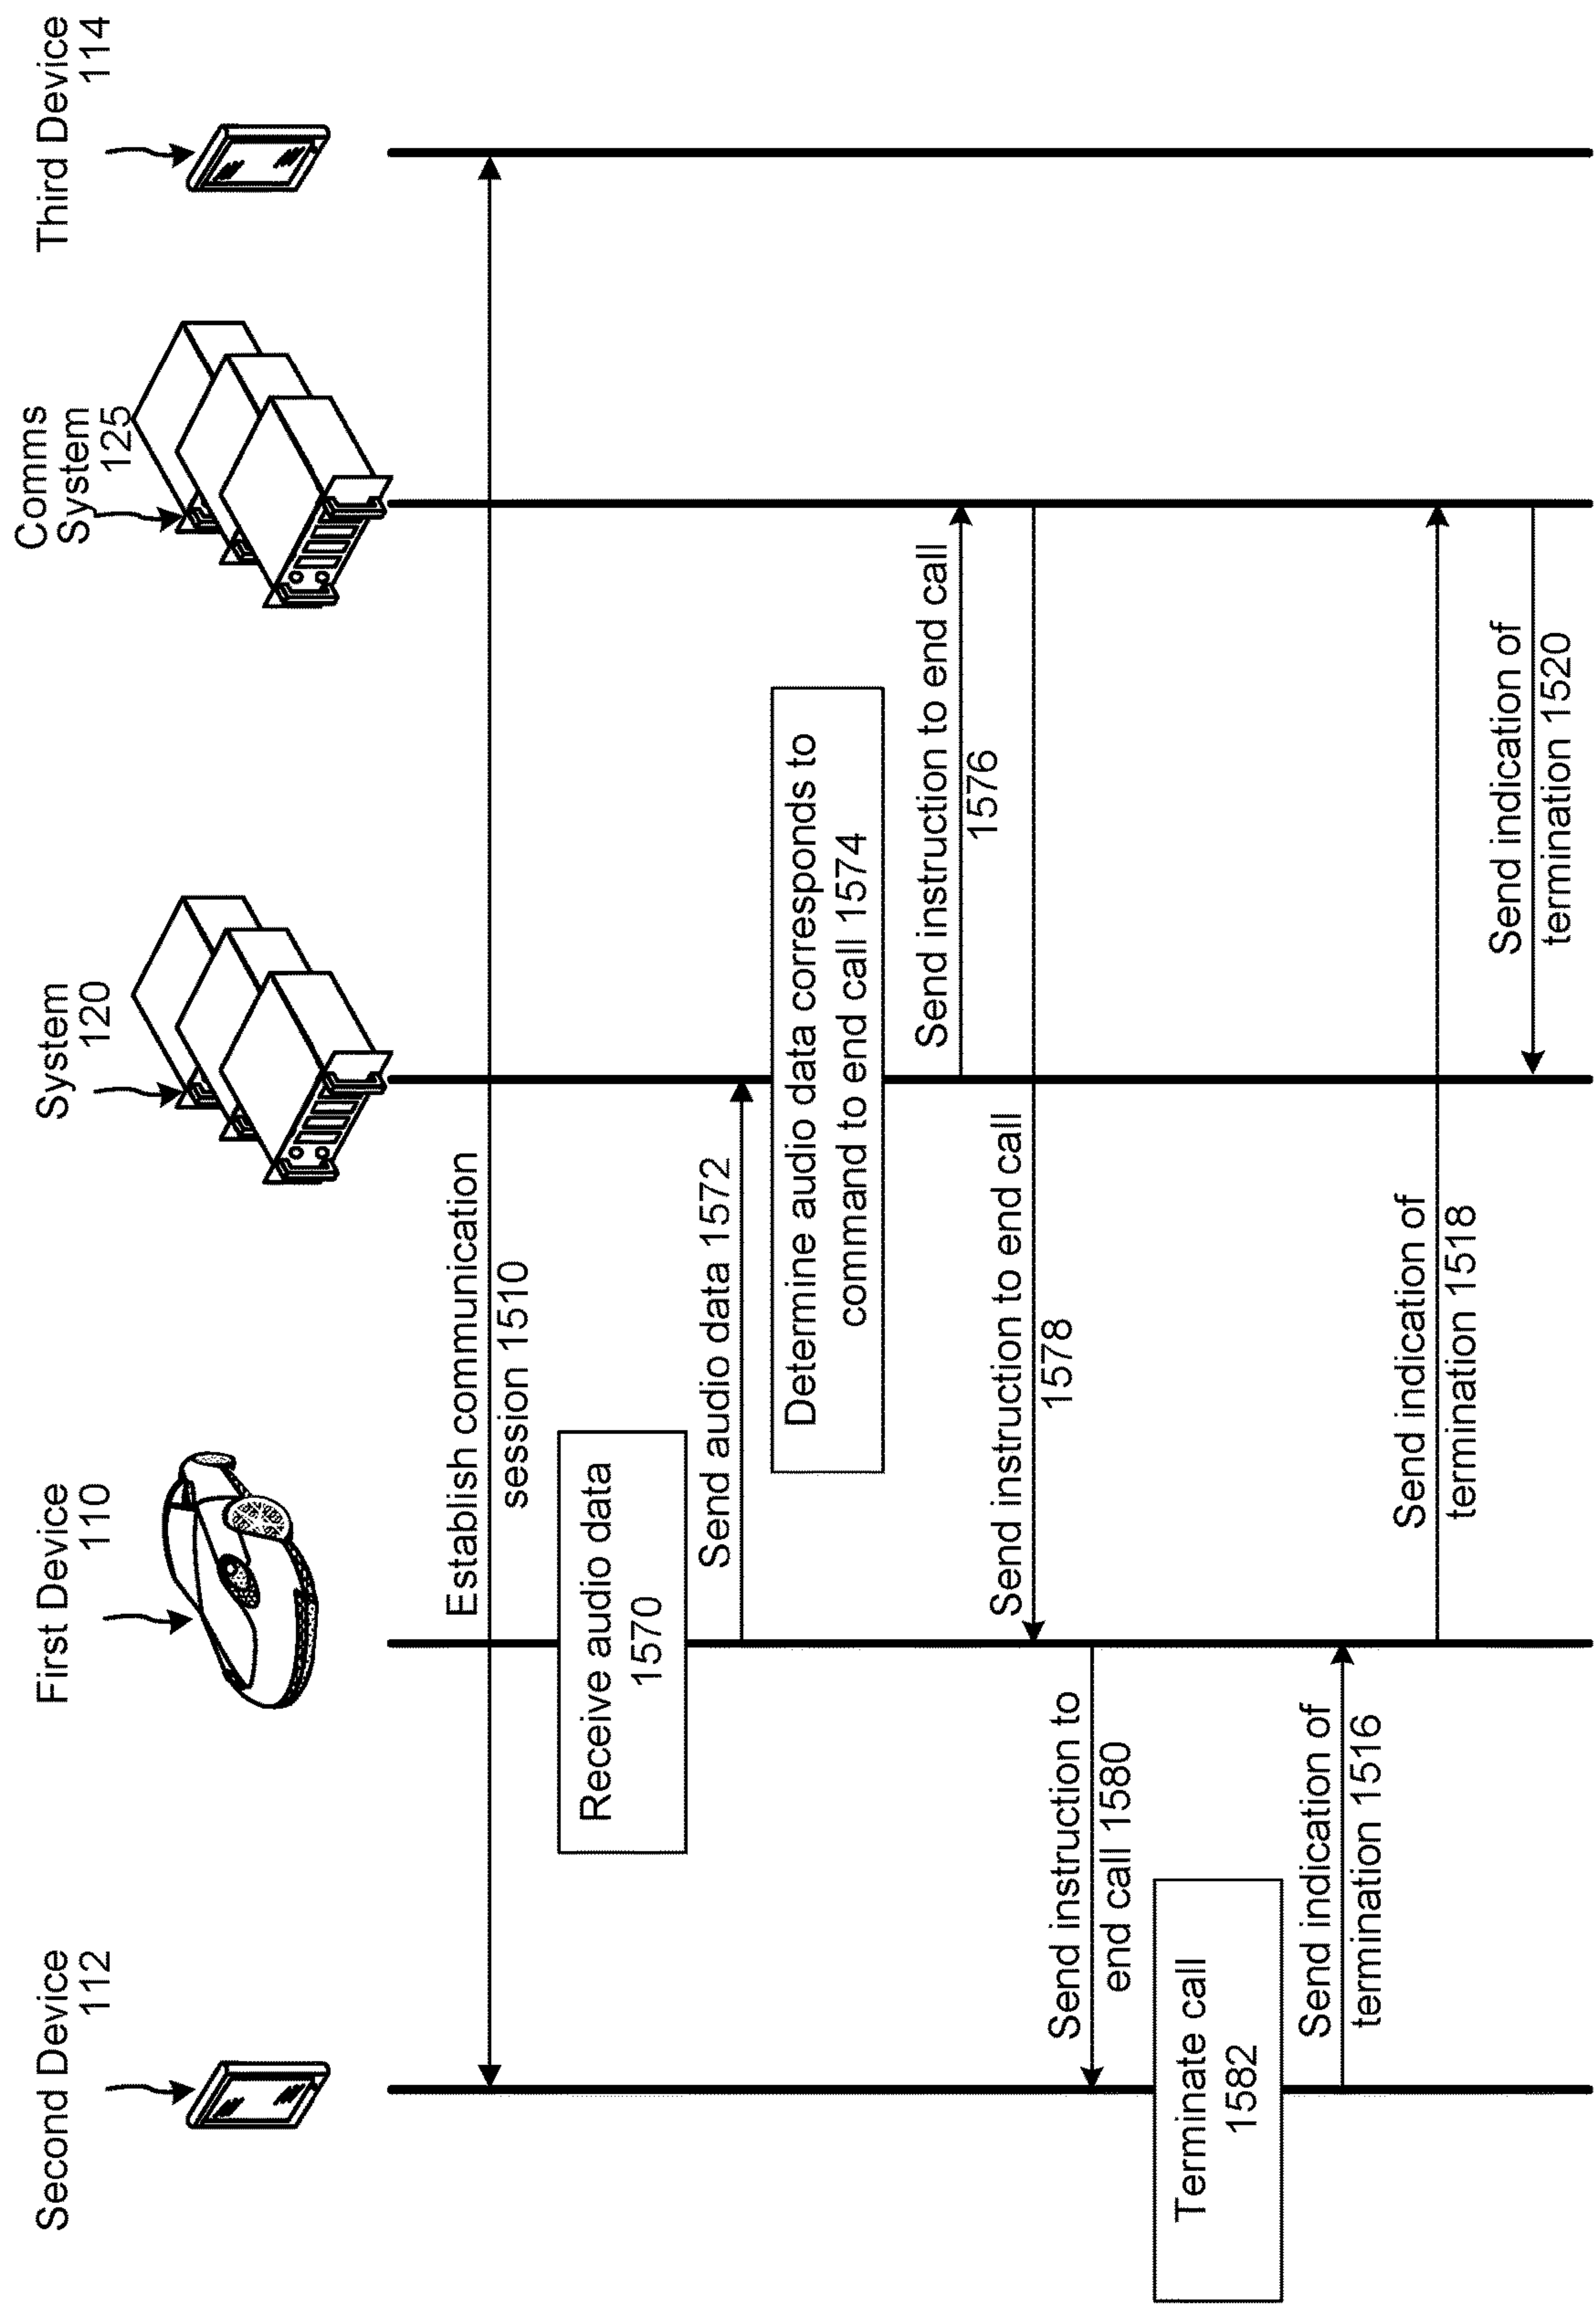 Second Device
112
First Device
110
System
120
Comms
System
125
Third Device
114
Establish communication
session 1510
Receive audio data
1570
Send audio data 1572
Determine audio data corresponds to
command to end call 1574
Send instruction to end call
1576
Send instruction to end call
1578
Send instruction to
end call 1580
Terminate call
1582
Send indication of
termination 1516
Send indication of
termination 1518
Send indication of
termination 1520